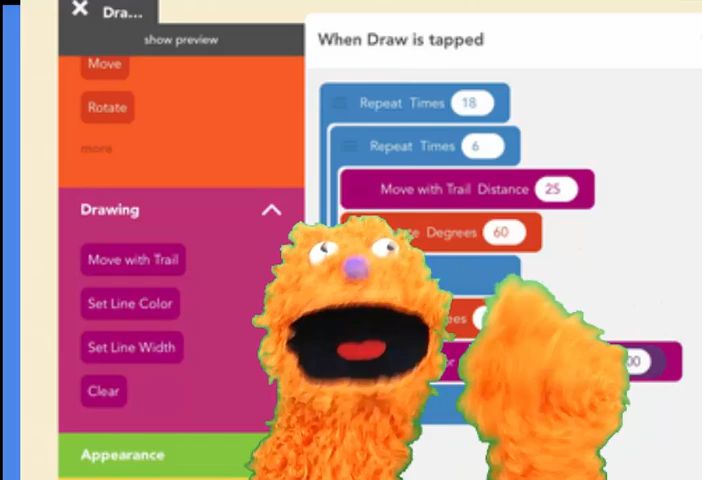 Dra...
show preview
Move
Rotate
more
Drawing
Move with Trail
Set Line Color
Set Line Width
Clear
Appearance
When Draw is tapped
Repeat Times 18
Repeat Times 6
Move with Trail Distance 25
Degrees 60